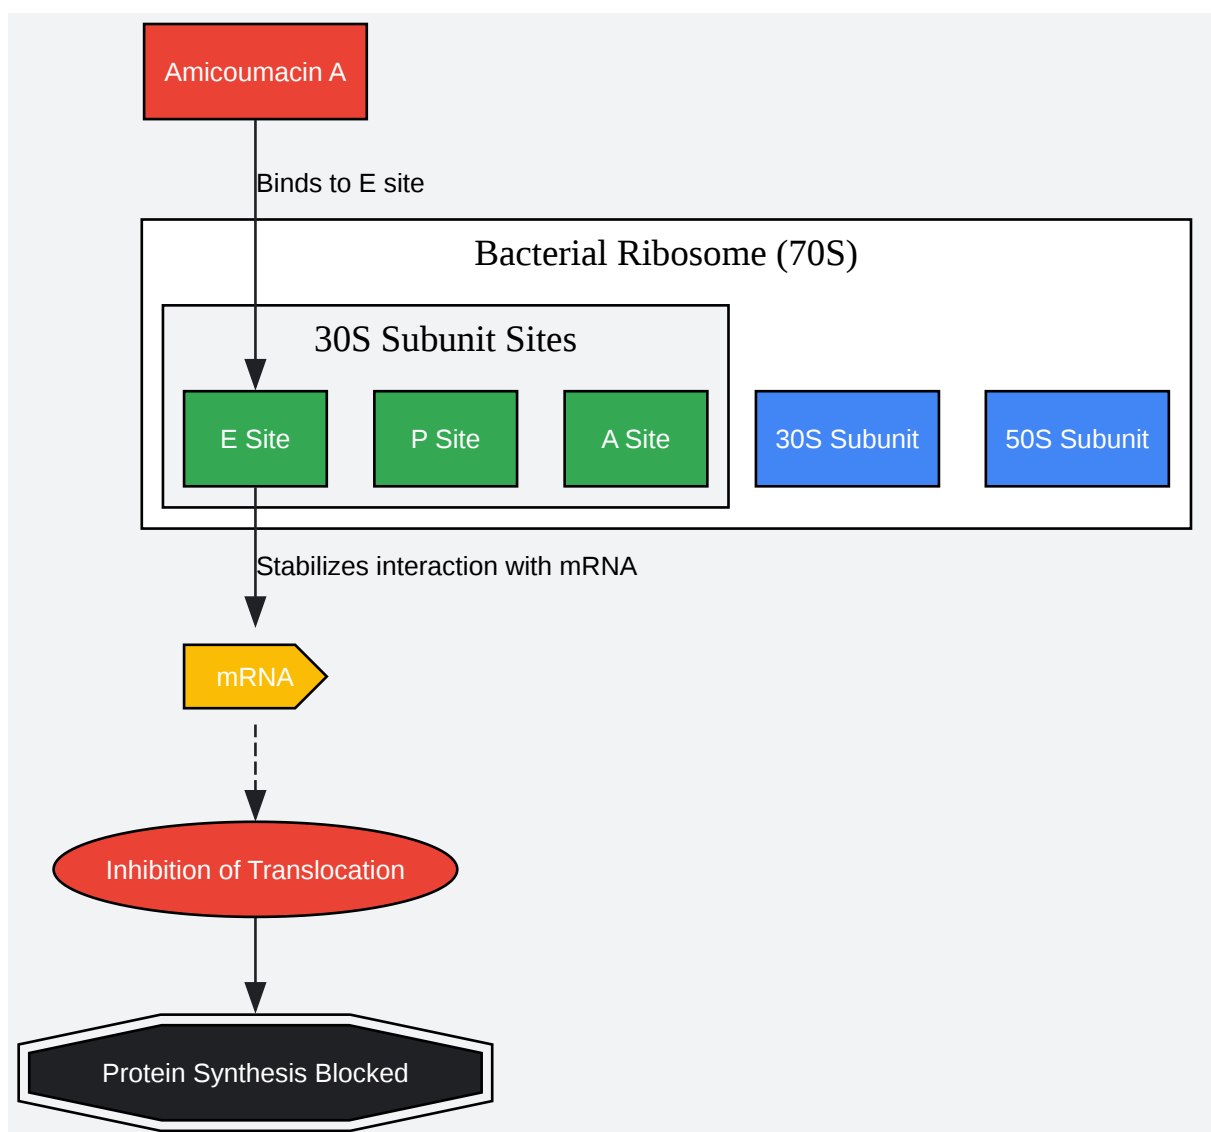 Amicoumacin A
Binds to E site
Bacterial Ribosome (70S)
30S Subunit Sites
E Site
P Site
A Site
30S Subunit
50S Subunit
Stabilizes interaction with mRNA
mRNA
Inhibition of Translocation
Protein Synthesis Blocked